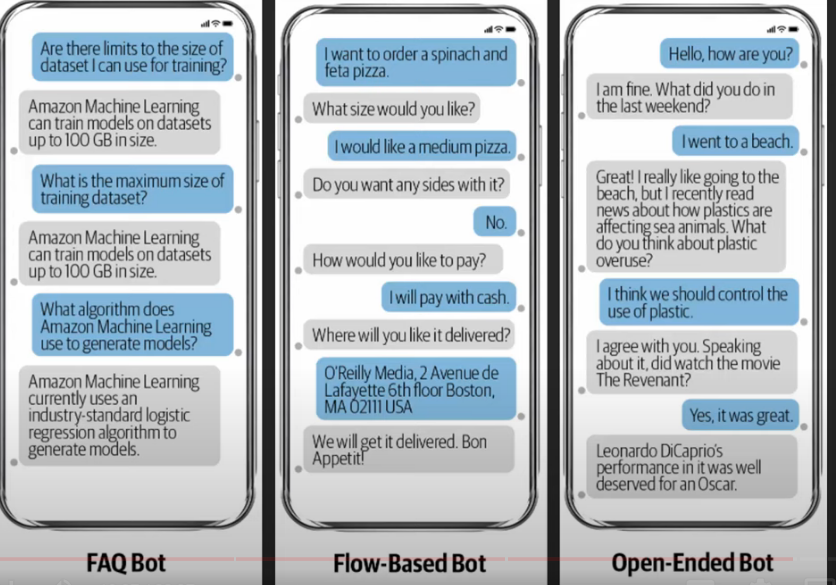 Are there limits to the size of
dataset I can use for training?
Amazon Machine Learning
can train models on datasets
up to 100 GB in size.
What is the maximum size of
training dataset?
Amazon Machine Learning
can train models on datasets
up to 100 GB in size.
What algorithm does
Amazon Machine Learning
use to generate models?
Amazon Machine Learning
currently uses an
industry-standard logistic
regression algorithm to
generate models.
FAQ Bot
I want to order a spinach and
feta pizza.
What size would you like?
I would like a medium pizza.
Do you want any sides with it?
No.
How would you like to pay?
I will pay with cash.
Where will you like it delivered?
O'Reilly Media, 2 Avenue de
Lafayette 6th floor Boston,
MA 02111 USA
We will get it delivered. Bon
Appetit!
Flow-Based Bot
Hello, how are you?
I am fine. What did you do in
the last weekend?
I went to a beach.
Great! I really like going to the
beach, but I recently read
news about how plastics are
affecting sea animals. What
do you think about plastic
overuse?
I think we should control the
use of plastic.
I agree with you. Speaking
about it, did watch the movie
The Revenant?
Yes, it was great.
Leonardo DiCaprio's
performance in it was well
deserved for an Oscar.
Open-Ended Bot